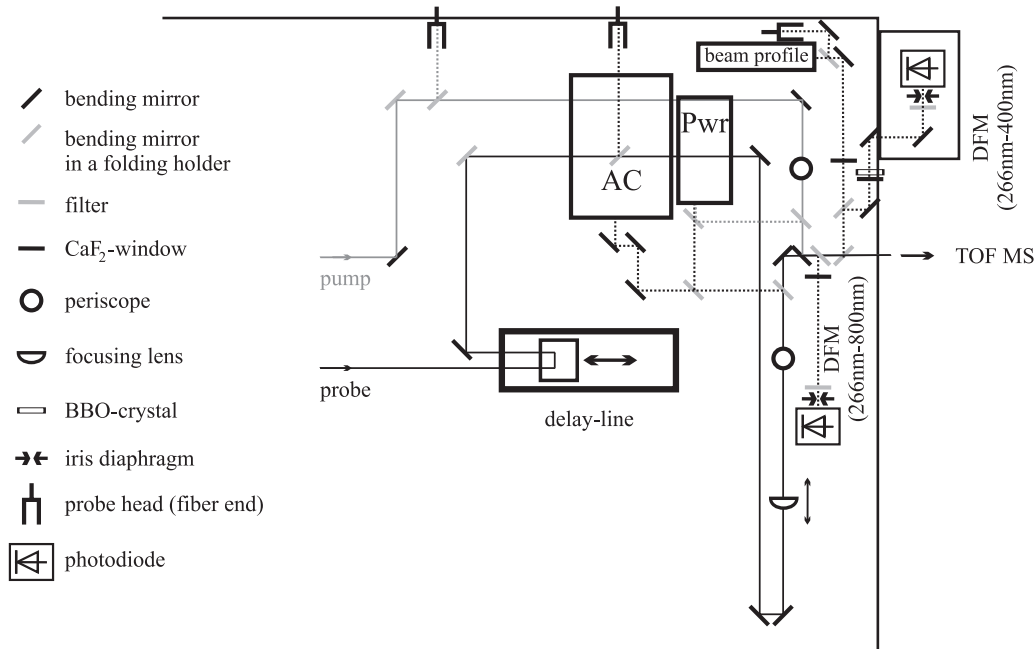 bending mirror
bending mirror
in a folding holder
filter
CaF2-window
periscope
focusing lens
BBO-crystal
iris diaphragm
probe head (fiber end)
photodiode
beam profile
Pwr
AC
DFM
(266nm-400nm)
pump
TOF MS
probe
delay-line
DFM
(266nm-800nm)